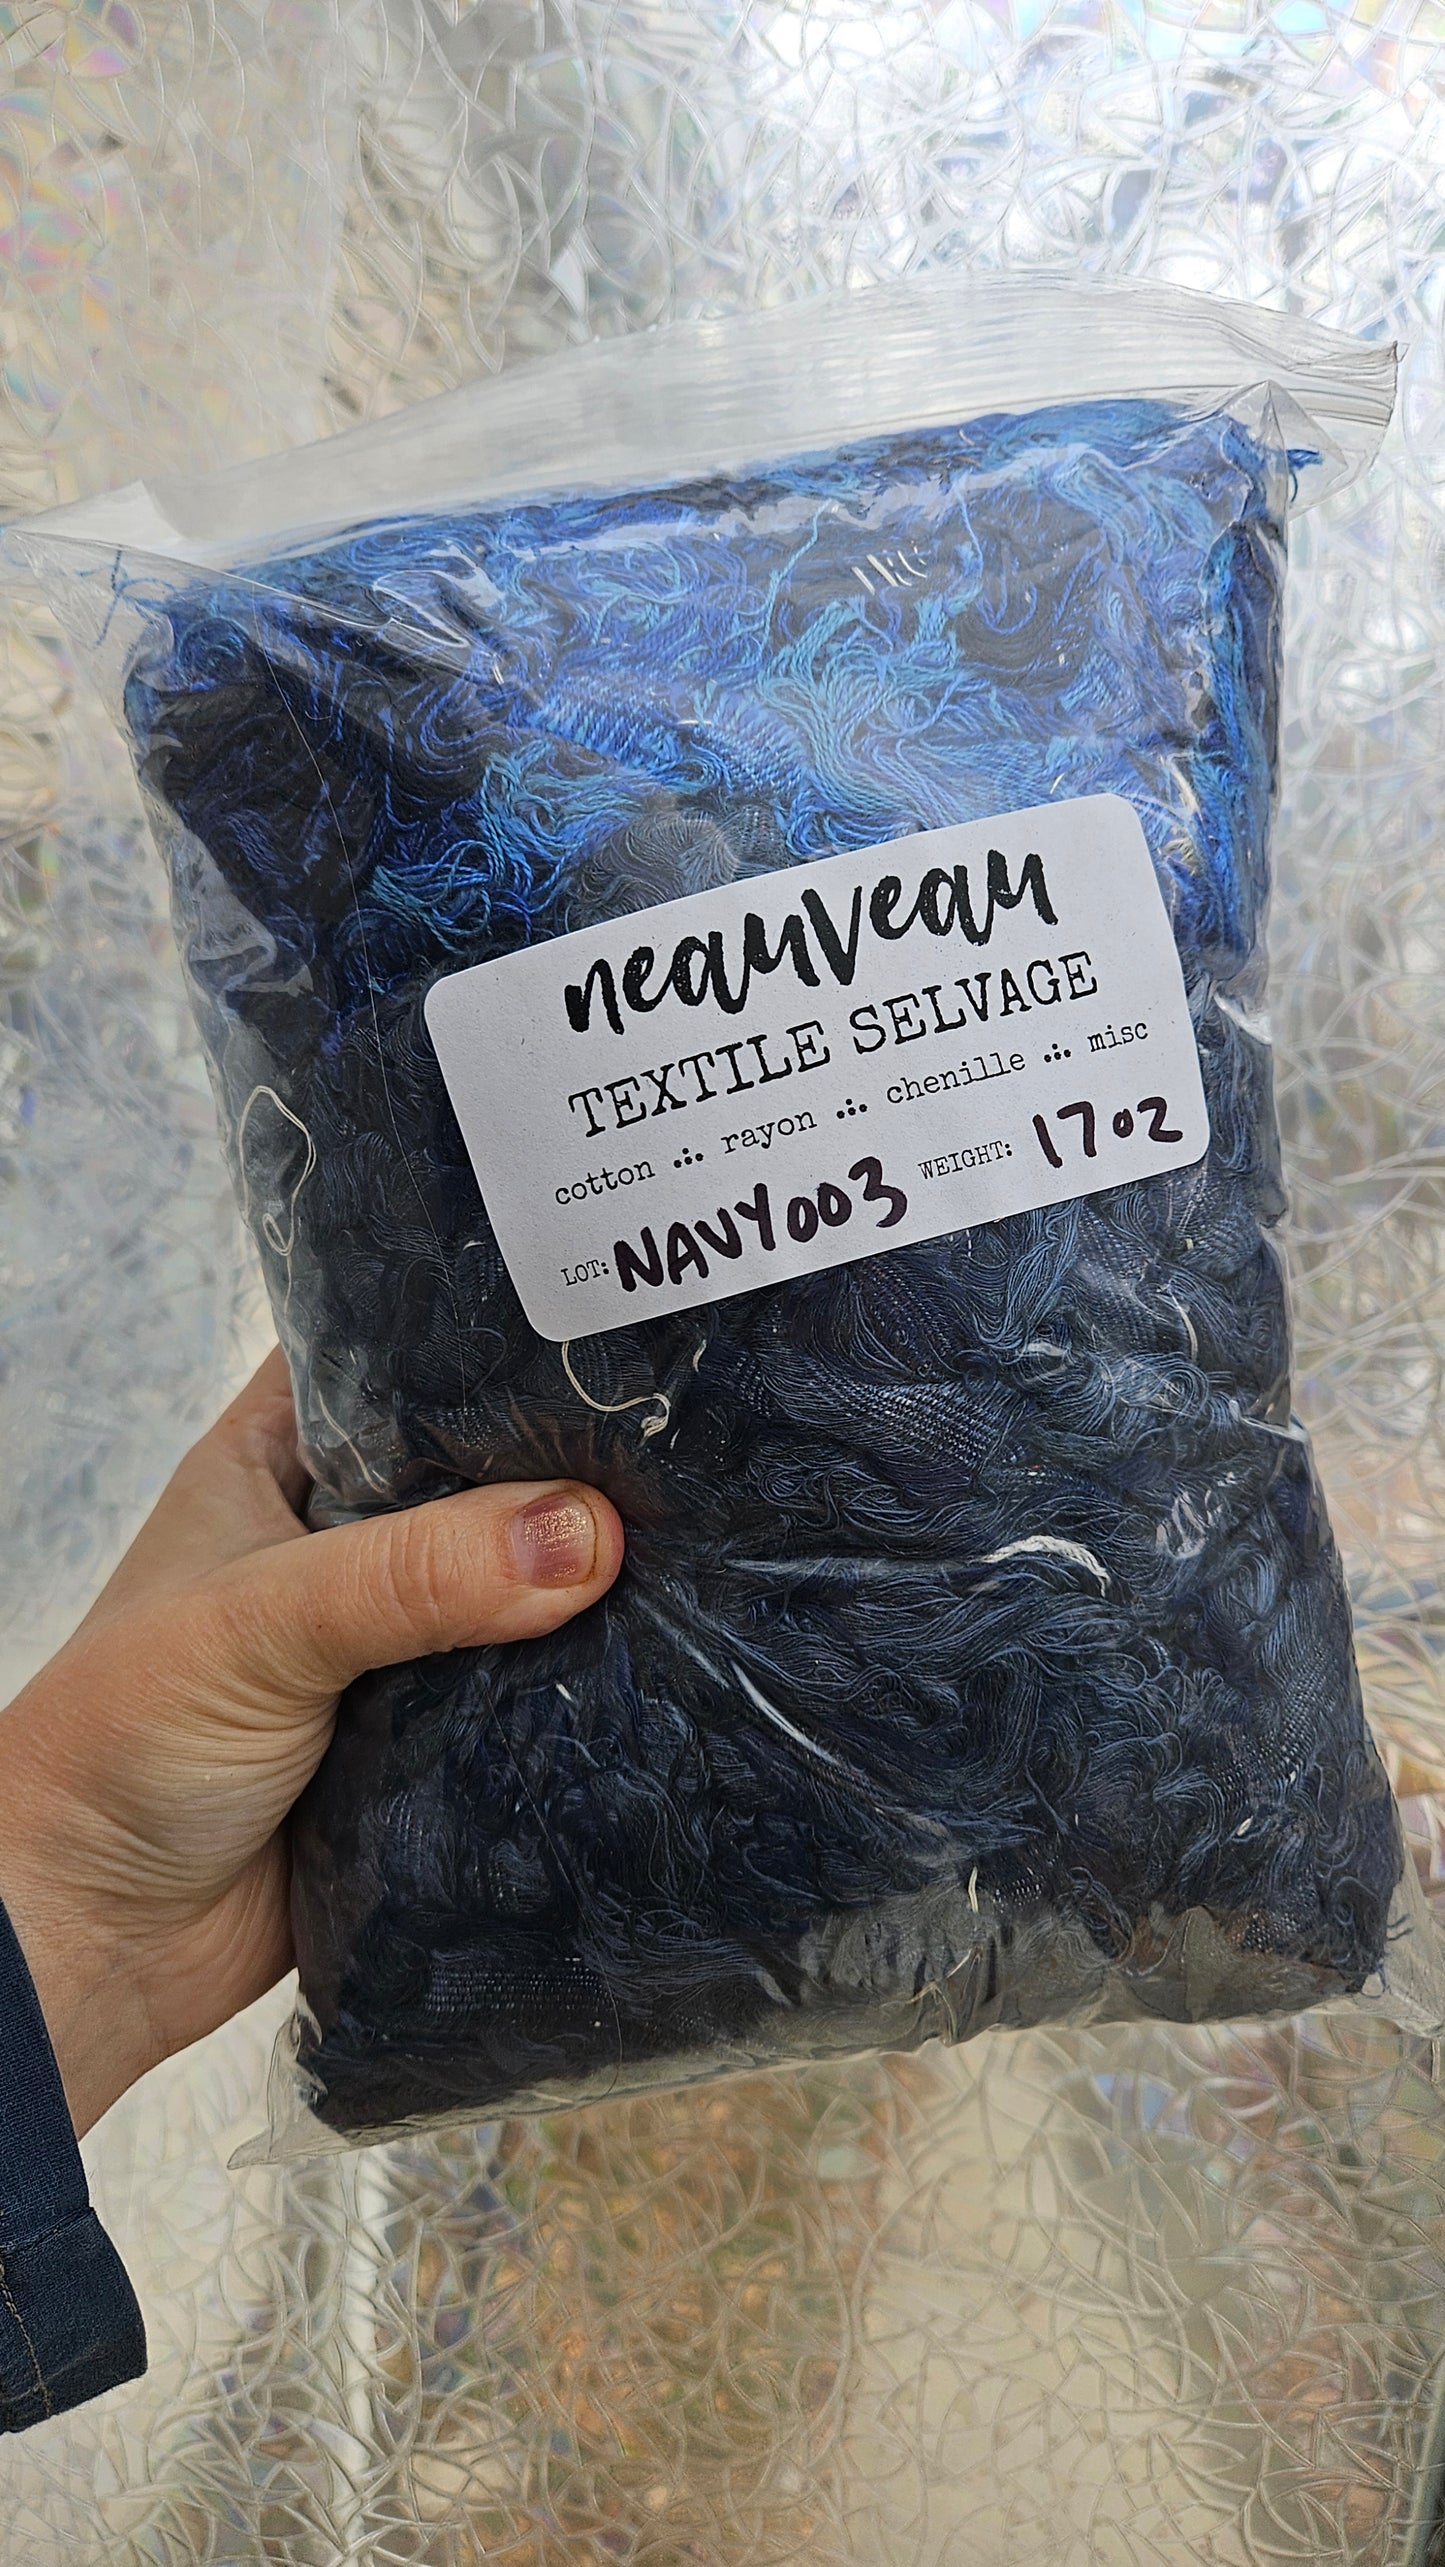 neauveau
TEXTILE SELVAGE
cotton ∴ rayon ∴ chenille ∴ misc
LOT: NAVY003 WEIGHT: 17oz